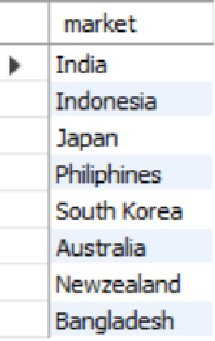 market
India
Indonesia
Japan
Philiphines
South Korea
Australia
Newzealand
Bangladesh